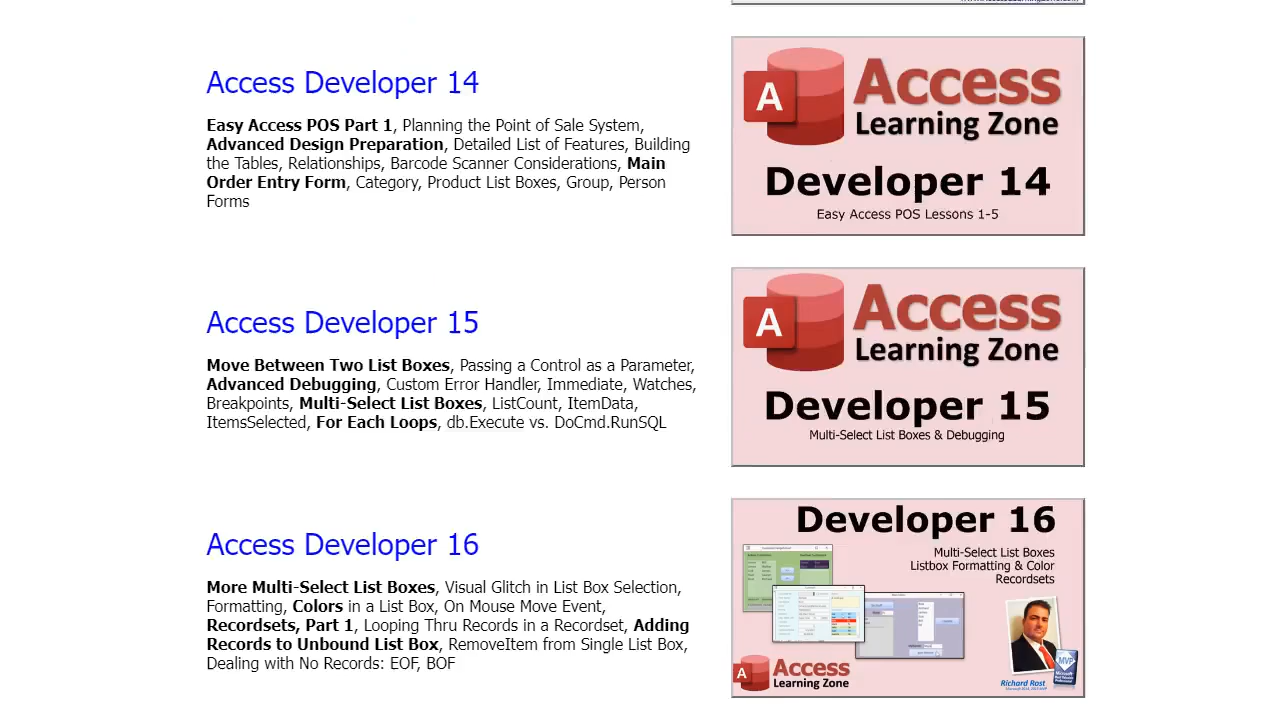 Access Developer 14
Easy Access POS Part 1, Planning the Point of Sale System,
Advanced Design Preparation, Detailed List of Features, Building
the Tables, Relationships, Barcode Scanner Considerations, Main
Order Entry Form, Category, Product List Boxes, Group, Person
Forms
A
Access
Learning Zone
Developer 14
Easy Access POS Lessons 1-5
Access Developer 15
Move Between Two List Boxes, Passing a Control as a Parameter,
Advanced Debugging, Custom Error Handler, Immediate, Watches,
Breakpoints, Multi-Select List Boxes, ListCount, ItemData,
ItemsSelected, For Each Loops, db.Execute vs. DoCmd.RunSQL
A
Access
Learning Zone
Developer 15
Multi-Select List Boxes & Debugging
Access Developer 16
More Multi-Select List Boxes, Visual Glitch in List Box Selection,
Formatting, Colors in a List Box, On Mouse Move Event,
Recordsets, Part 1, Looping Thru Records in a Recordset, Adding
Records to Unbound List Box, RemoveItem from Single List Box,
Dealing with No Records: EOF, BOF
Developer 16
Multi-Select List Boxes
Listbox Formatting & Color
Recordsets
A
Access
Learning Zone
Richard Rost
MVP